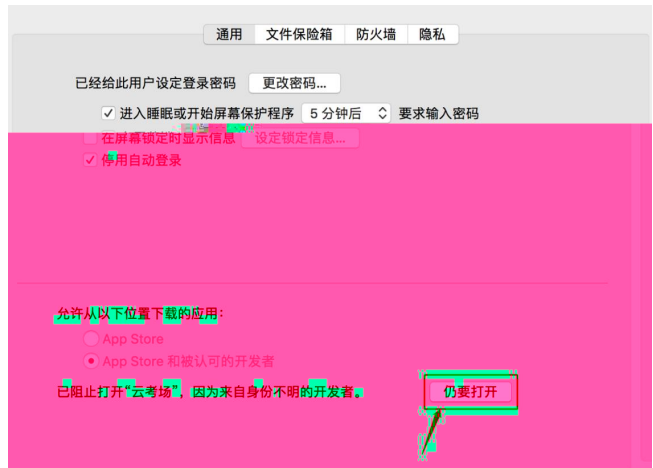 通用 文件保险箱 防火墙 隐私
已经给此用户设定登录密码 更改密码...
进入睡眠或开始屏幕保护程序 5 分钟后 要求输入密码
在屏幕锁定时显示信息 设定锁定信息...
停用自动登录
允许从以下位置下载的应用：
App Store
App Store 和被认可的开发者
已阻止打开“云考场”，因为来自身份不明的开发者。 仍要打开